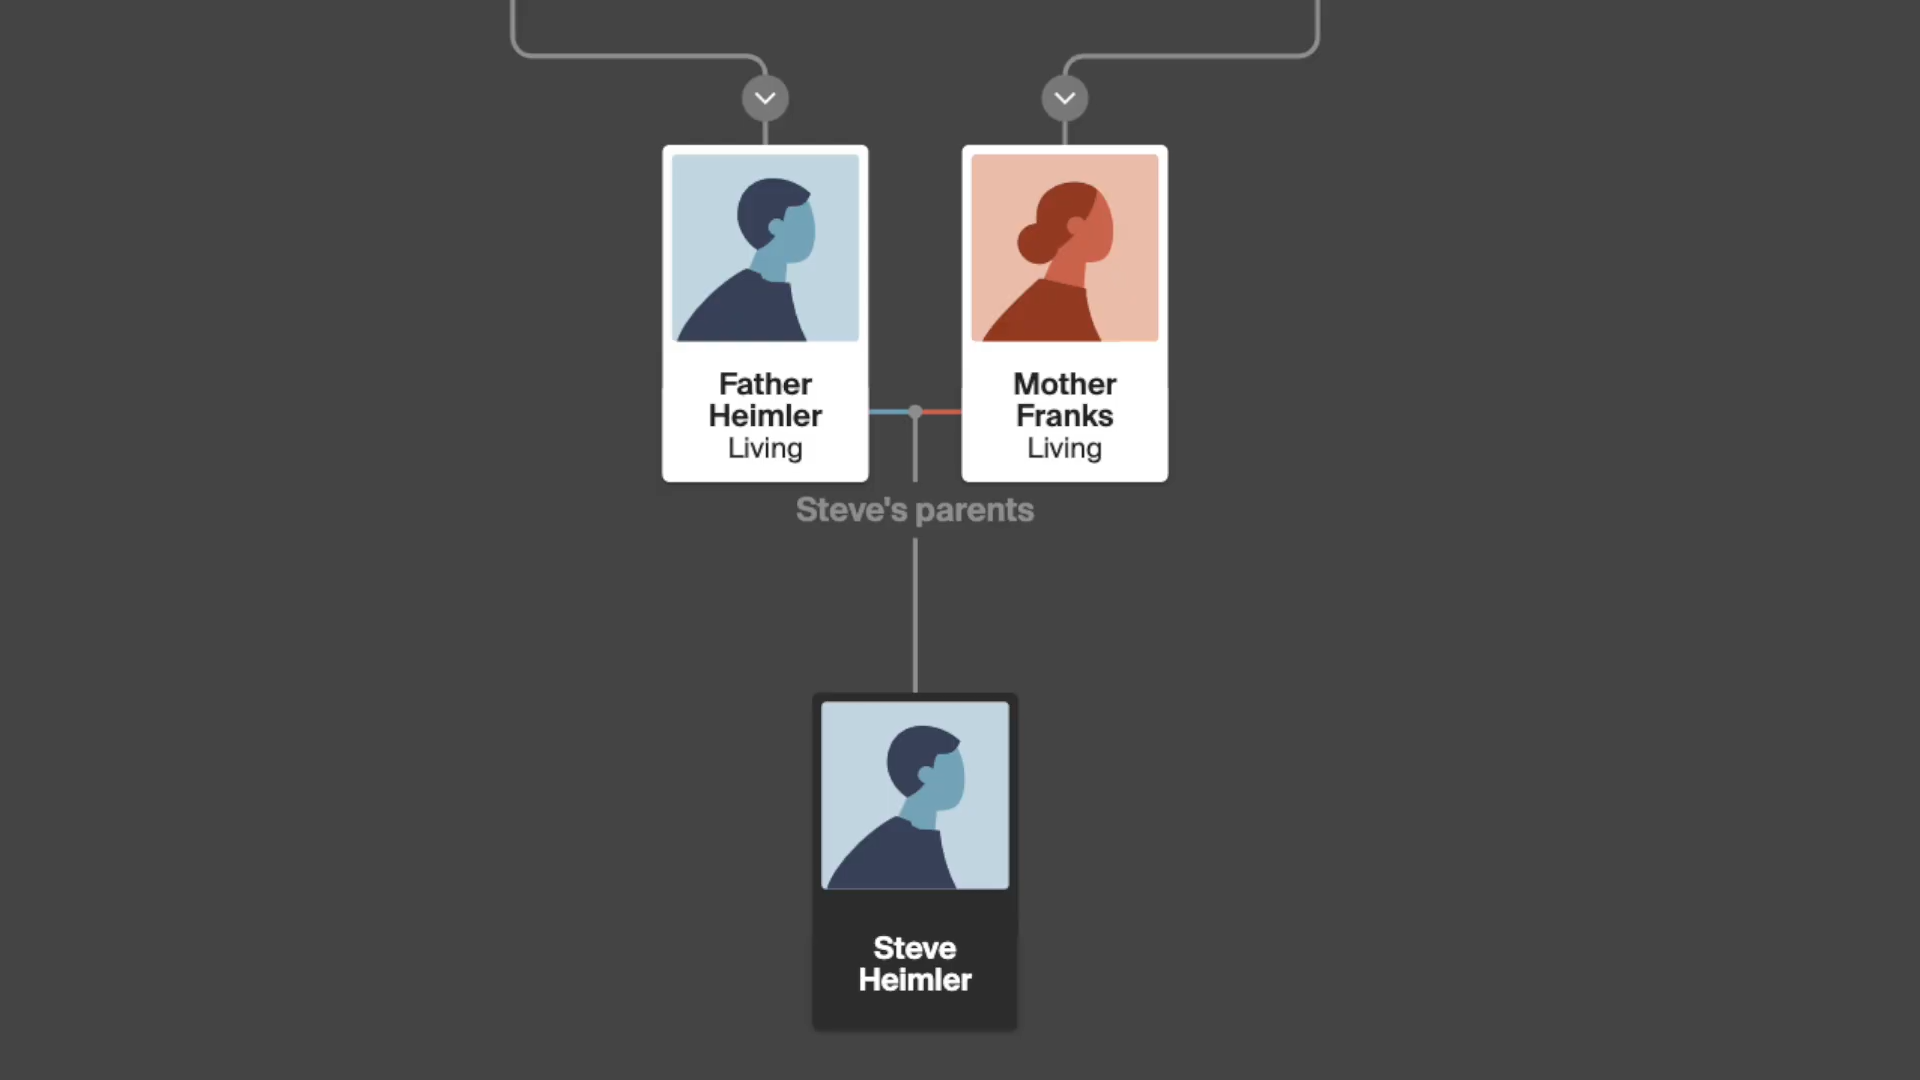 Father
Heimler
Living
Mother
Franks
Living
Steve's parents
Steve
Heimler